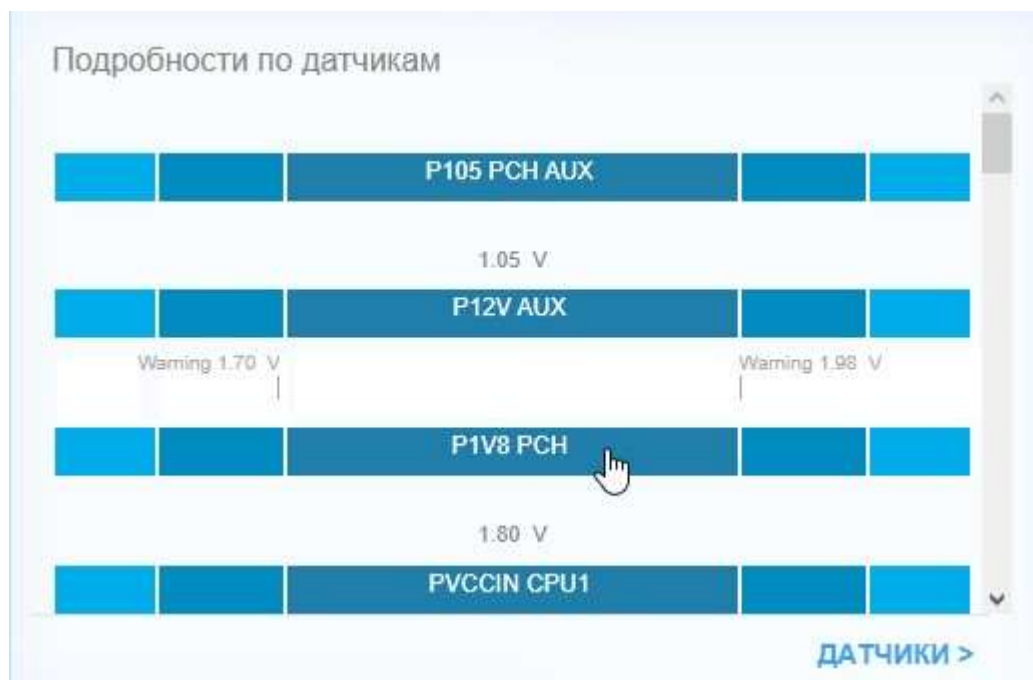 Подробности по датчикам
P105 PCH AUX
1.05 V
P12V AUX
Warning 1.70 V Warning 1.98 V
P1V8 PCH
1.80 V
PVCCIN CPU1
ДАТЧИКИ >